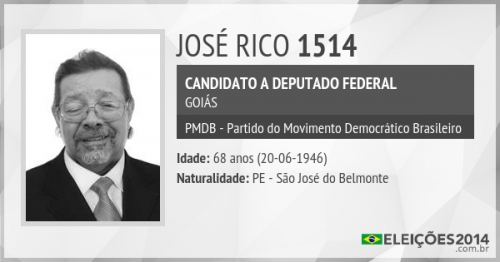 JOSÉ RICO 1514
CANDIDATO A DEPUTADO FEDERAL
GOIÁS
PMDB - Partido do Movimento Democrático Brasileiro
Idade: 68 anos (20-06-1946)
Naturalidade: PE - São José do Belmonte
ELEIÇÕES2014
.com.br